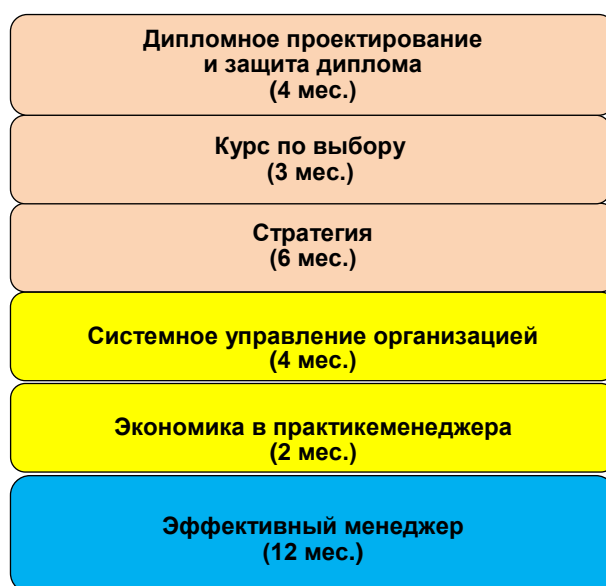 Дипломное проектирование
и защита диплома
(4 мес.)
Курс по выбору
(3 мес.)
Стратегия
(6 мес.)
Системное управление организацией
(4 мес.)
Экономика в практикеменеджера
(2 мес.)
Эффективный менеджер
(12 мес.)